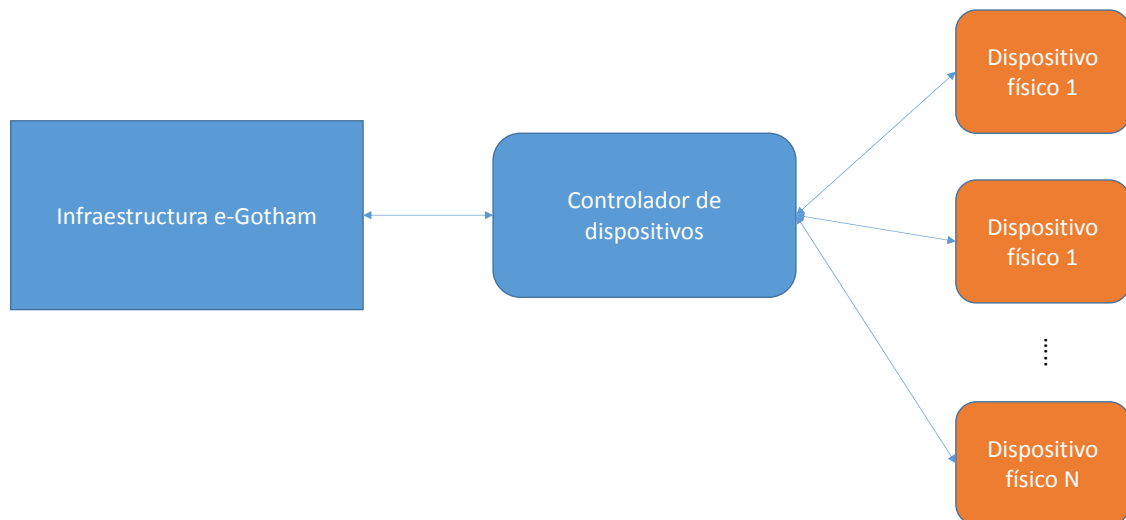 Infraestructura e-Gotham
Controlador de
dispositivos
Dispositivo
físico 1
Dispositivo
físico 1
Dispositivo
físico N